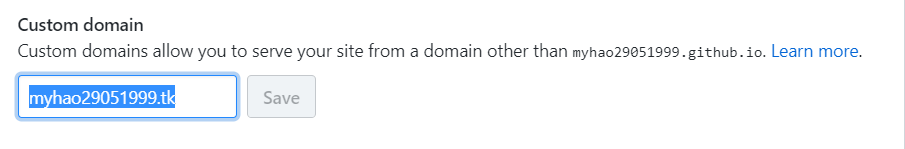 Custom domain
Custom domains allow you to serve your site from a domain other than myhao29051999.github.io. Learn more.
myhao29051999.tk Save